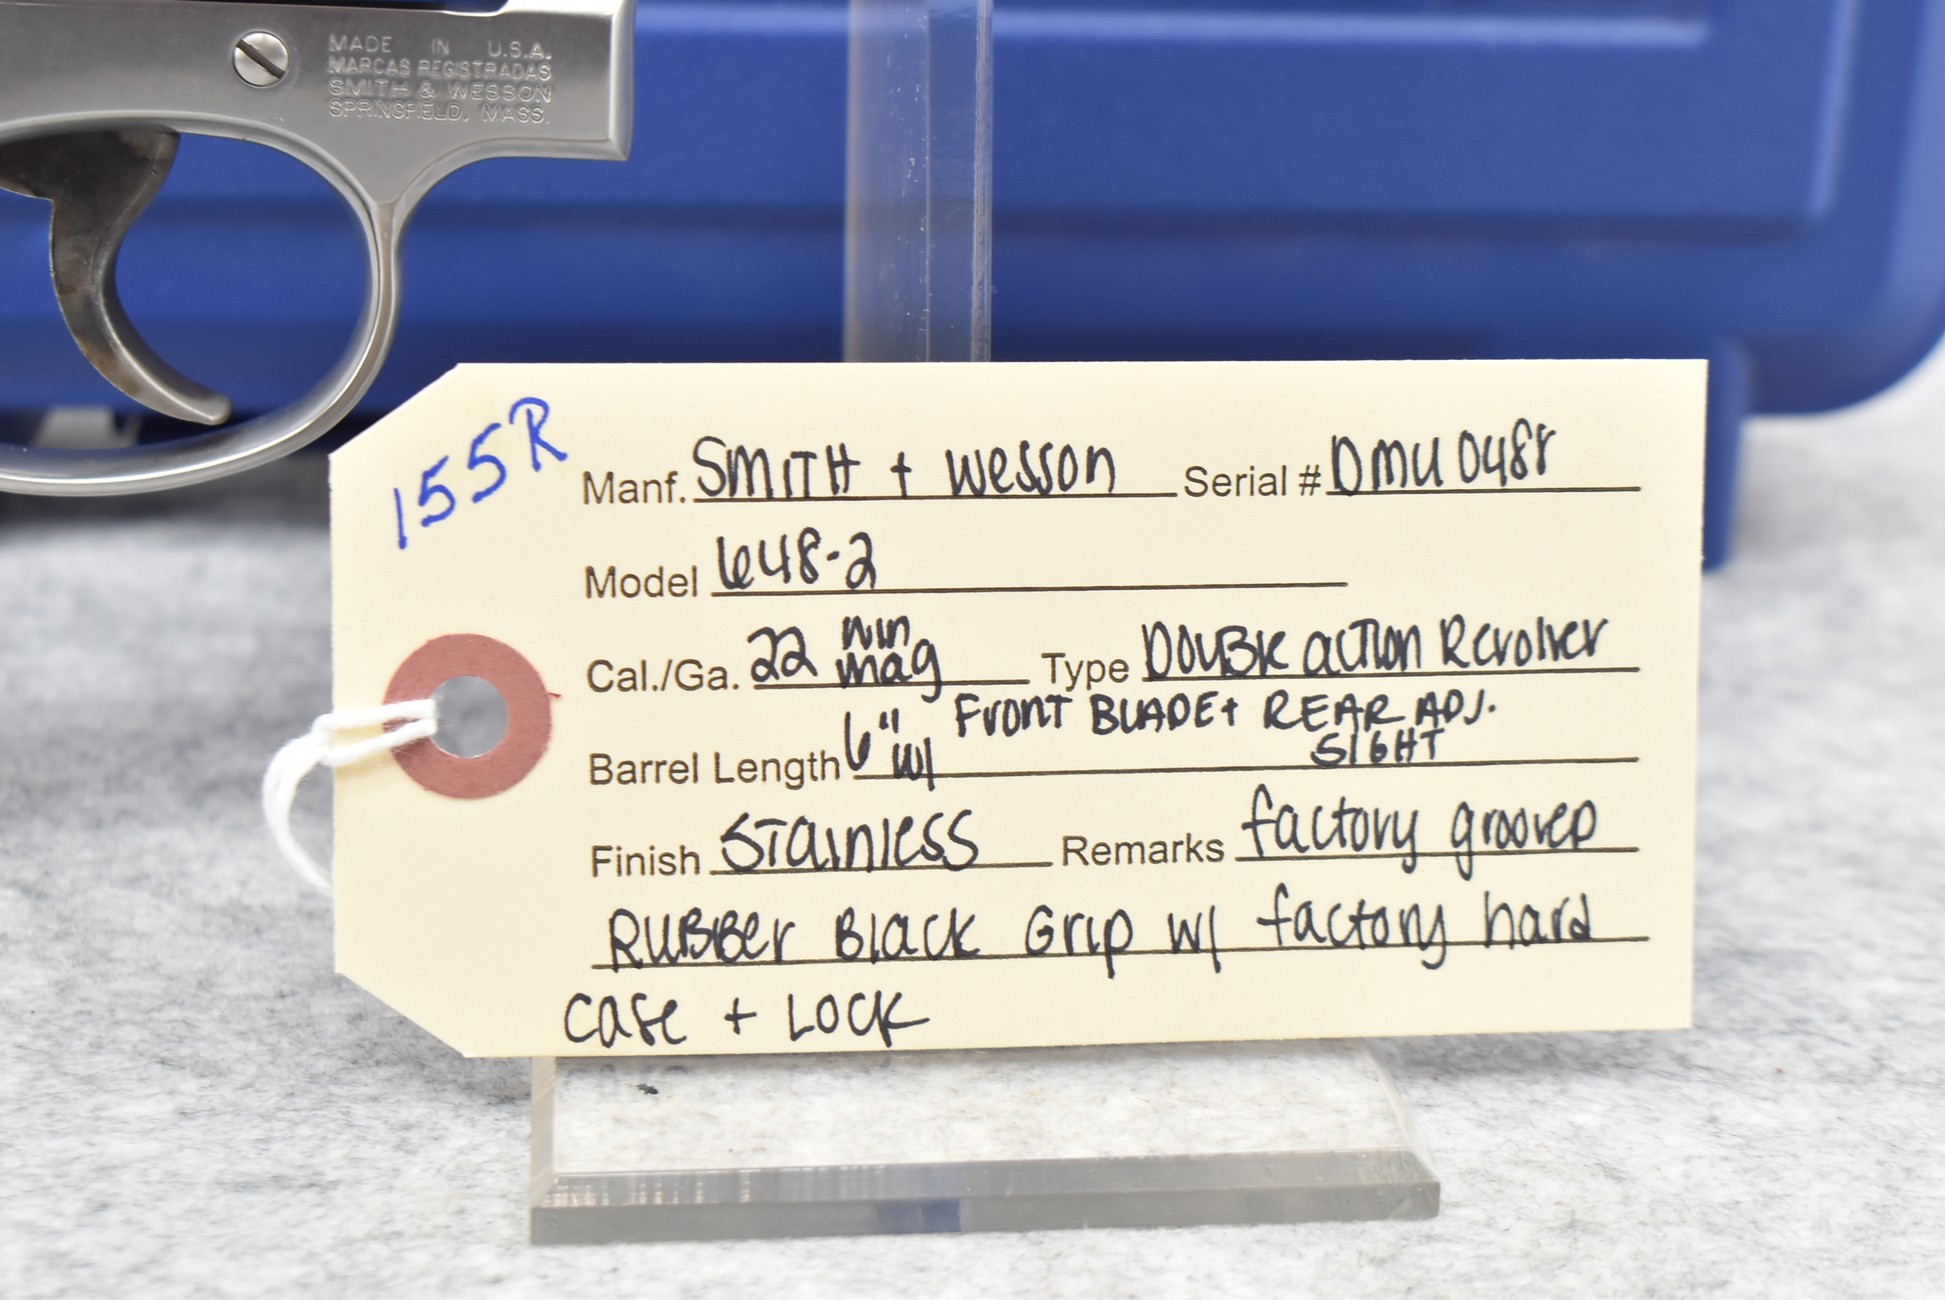 MADE IN U.S.A.
MARCAS REGISTRADAS
SMITH & WESSON
SPRINGFIELD, MASS.
155R
Manf. SMITH + Wesson Serial # DMU048r
Model 648-2
Cal./Ga. 22 win mag Type DOUBLE action Revolver
Barrel Length 6" w/ FRONT BLADE + REAR ADJ. SIGHT
Finish STainless Remarks factory grooved
RUBBER Black Grip w/ factory hard
case + LOCK